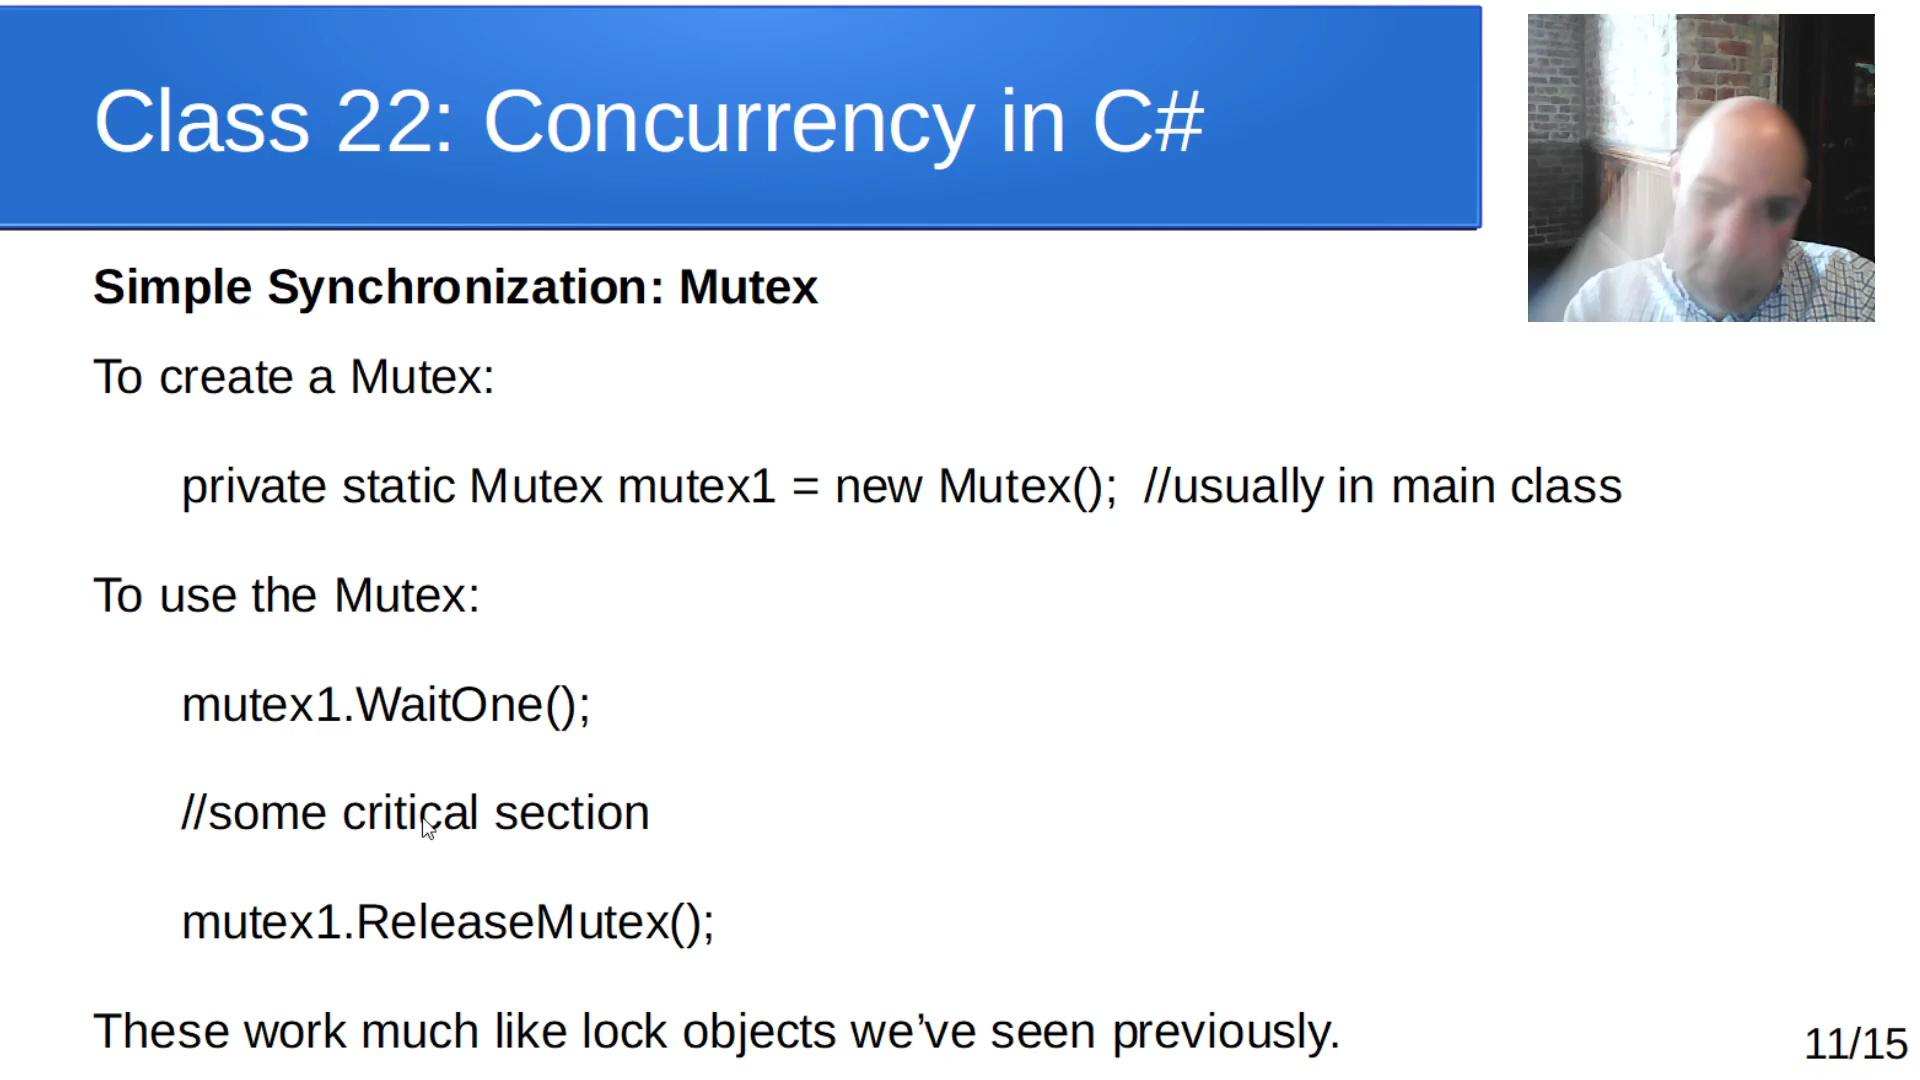 Class 22: Concurrency in C#
Simple Synchronization: Mutex
To create a Mutex:
private static Mutex mutex1 = new Mutex();  //usually in main class
To use the Mutex:
mutex1.WaitOne();
//some critical section
mutex1.ReleaseMutex();
These work much like lock objects we’ve seen previously.
11/15